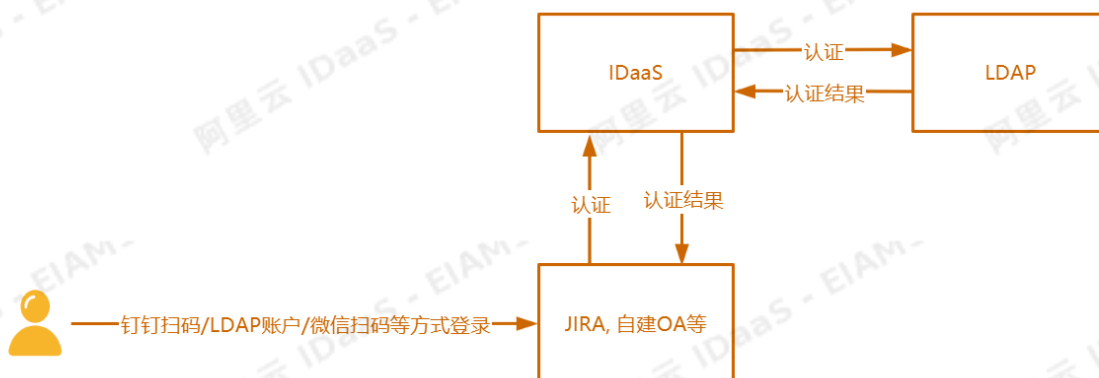 IDaaS
认证
认证结果
LDAP
认证
认证结果
钉钉扫码/LDAP账户/微信扫码等方式登录
JIRA, 自建OA等
阿里云 IDaaS - EIAM